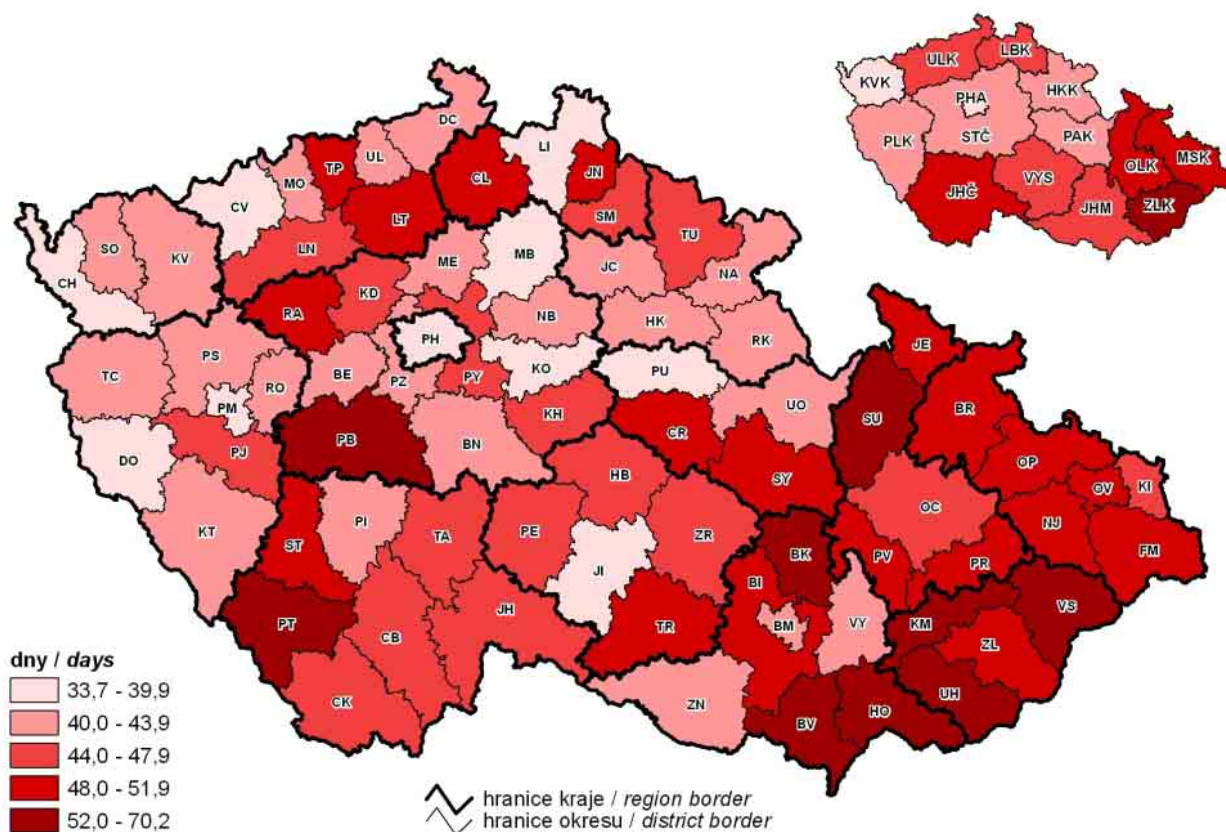 DC
LI
UL
TP
JN
CL
MO
CV
LT
SM
TU
SO
KV
LN
ME
MB
JC
NA
CH
KD
RA
NB
HK
PH
RK
PS
TC
RO
BE
PZ
PY
KO
PU
PM
UO
KH
PJ
PB
BN
CR
DO
HB
SY
KT
ST
PI
TA
PE
ZR
JI
BK
BI
PT
CB
JH
TR
BM
VY
CK
ZN
BV
HO
JE
SU
BR
OP
OV
KI
OC
NJ
PV
PR
FM
KM
VS
ZL
UH
LBK
ULK
KVK
HKK
PHA
STČ
PAK
PLK
OLK
MSK
VYS
JHČ
JHM
ZLK
dny / days
33,7 - 39,9
40,0 - 43,9
44,0 - 47,9
48,0 - 51,9
52,0 - 70,2
hranice kraje / region border
hranice okresu / district border